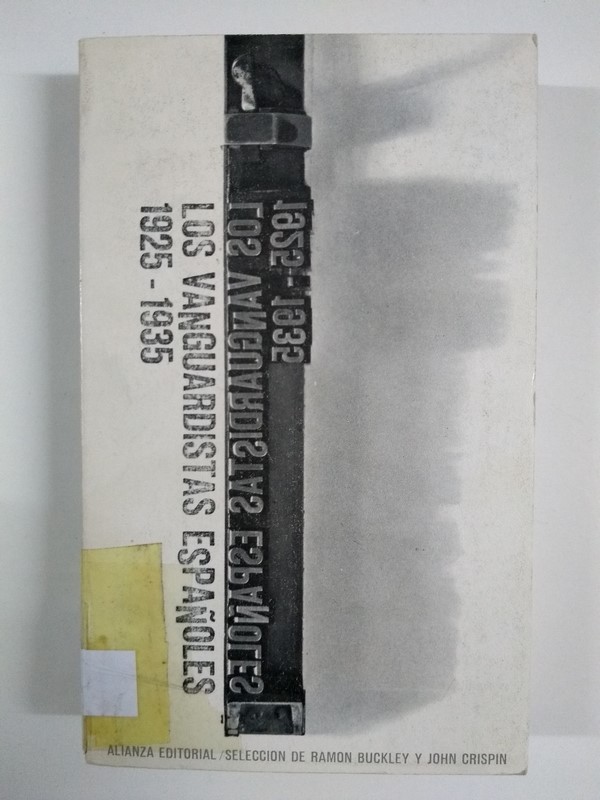 LOS VANGUARDISTAS ESPAÑOLES
1925 - 1935
1925 - 1935
LOS VANGUARDISTAS ESPAÑOLES
ALIANZA EDITORIAL/SELECCION DE RAMON BUCKLEY Y JOHN CRISPIN